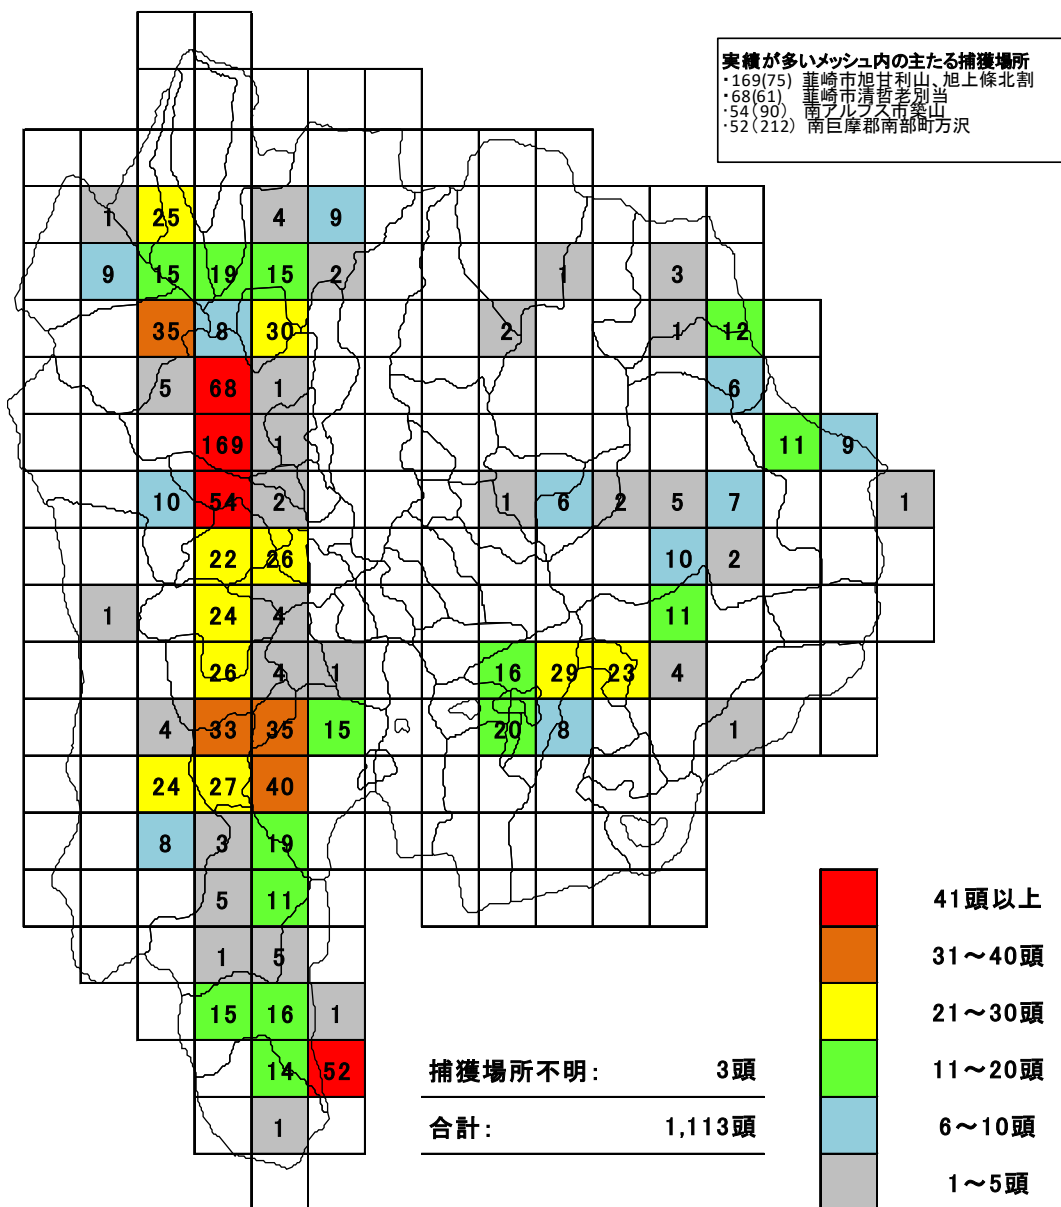 実績が多いメッシュ内の主たる捕獲場所
・169(75) 韮崎市旭甘利山、旭上條北割
・68(61) 韮崎市清哲老別当
・54(90) 南アルプス市築山
・52(212) 南巨摩郡南部町万沢
1 25 4 9
9 15 19 15 2 1 3
35 8 30 2 1 12
5 68 1 6
169 1 11 9
10 54 2 1 6 2 5 7 1
22 26 10 2
1 24 4 11
26 4 1 16 29 23 4
4 33 35 15 20 8 1
24 27 40
8 3 19
5 11
1 5
15 16 1
14 52
1
捕獲場所不明: 3頭
合計: 1,113頭
41頭以上
31～40頭
21～30頭
11～20頭
6～10頭
1～5頭